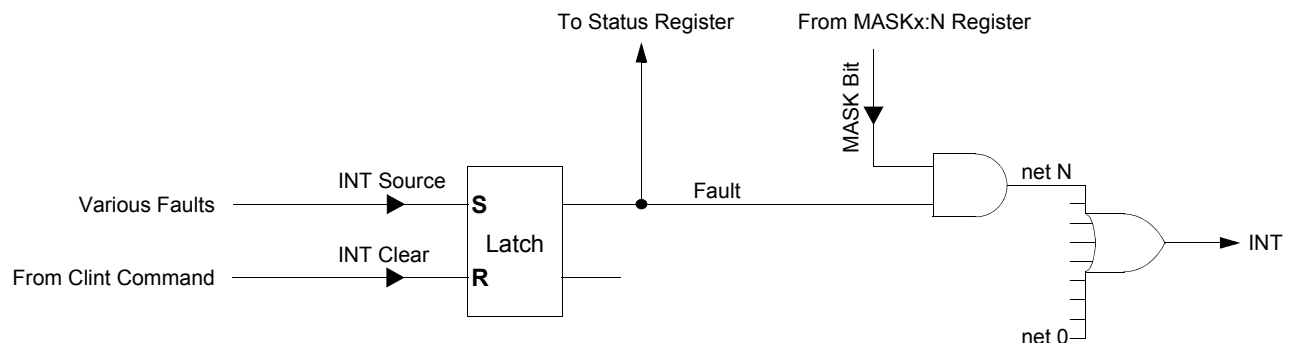 To Status Register
From MASKx:N Register
MASK Bit
INT Source
Various Faults
S
Fault
net N
Latch
INT
INT Clear
From Clint Command
R
net 0